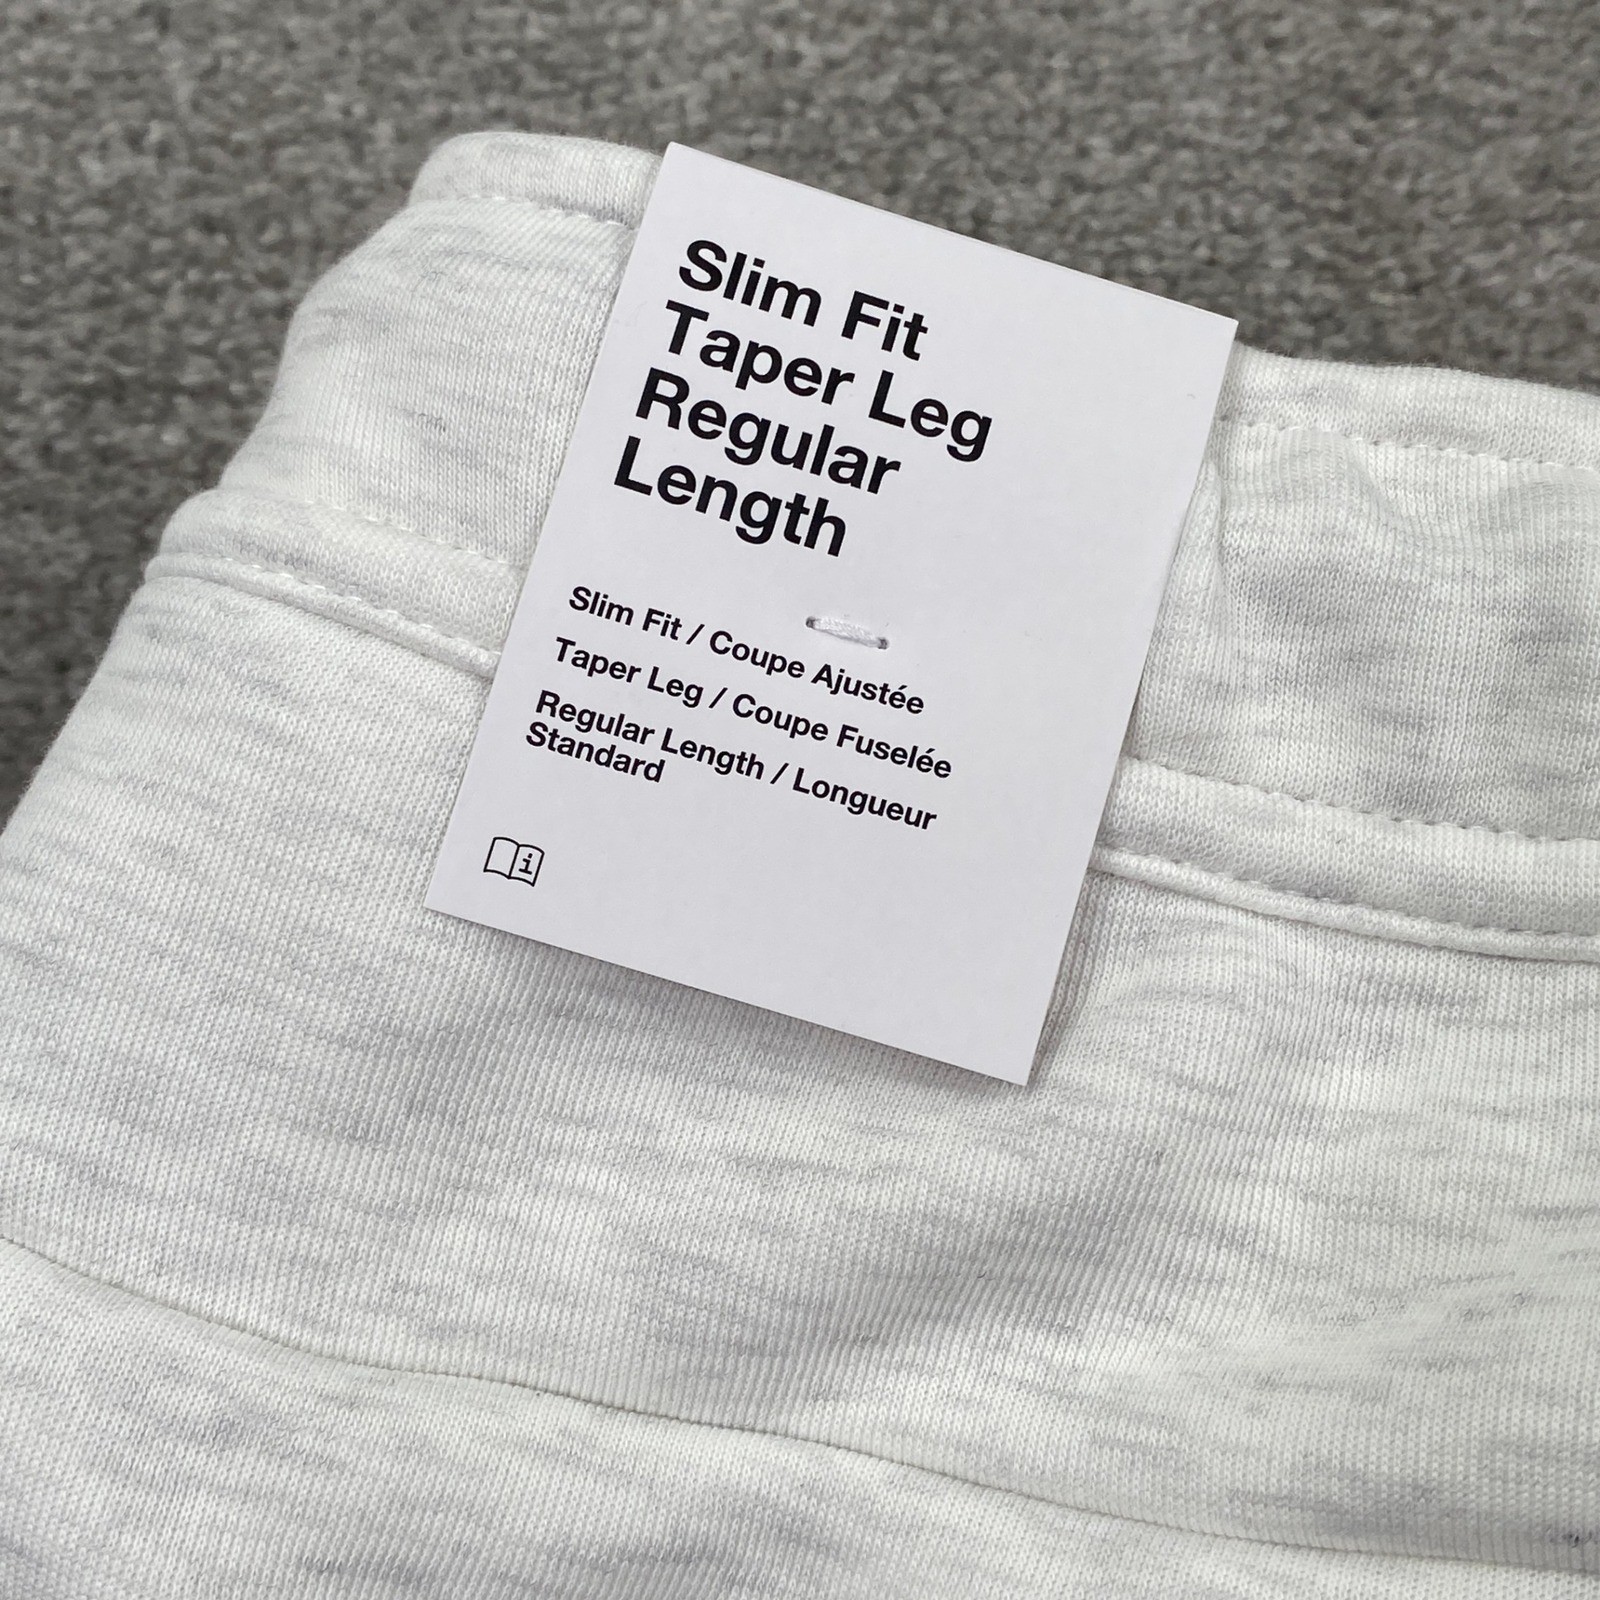 Slim Fit
Taper Leg
Regular
Length
Slim Fit / Coupe Ajustée
Taper Leg / Coupe Fuselée
Regular Length / Longueur
Standard
i